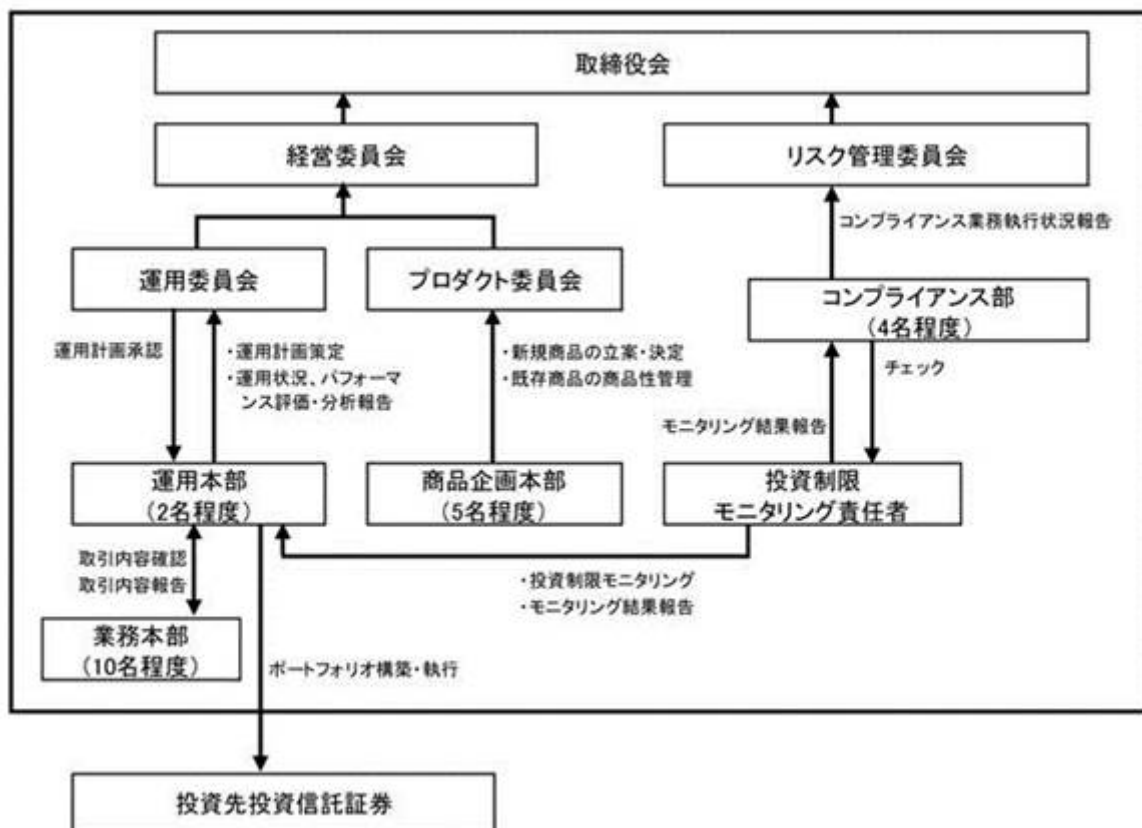 取締役会
経営委員会
リスク管理委員会
コンプライアンス業務執行状況報告
運用委員会
プロダクト委員会
コンプライアンス部
(4名程度)
運用計画承認
・運用計画策定
・運用状況、パフォーマ
ンス評価・分析報告
・新規商品の立案・決定
・既存商品の商品性管理
チェック
モニタリング結果報告
運用本部
(2名程度)
商品企画本部
(5名程度)
投資制限
モニタリング責任者
取引内容確認
取引内容報告
・投資制限モニタリング
・モニタリング結果報告
業務本部
(10名程度)
ポートフォリオ構築・執行
投資先投資信託証券